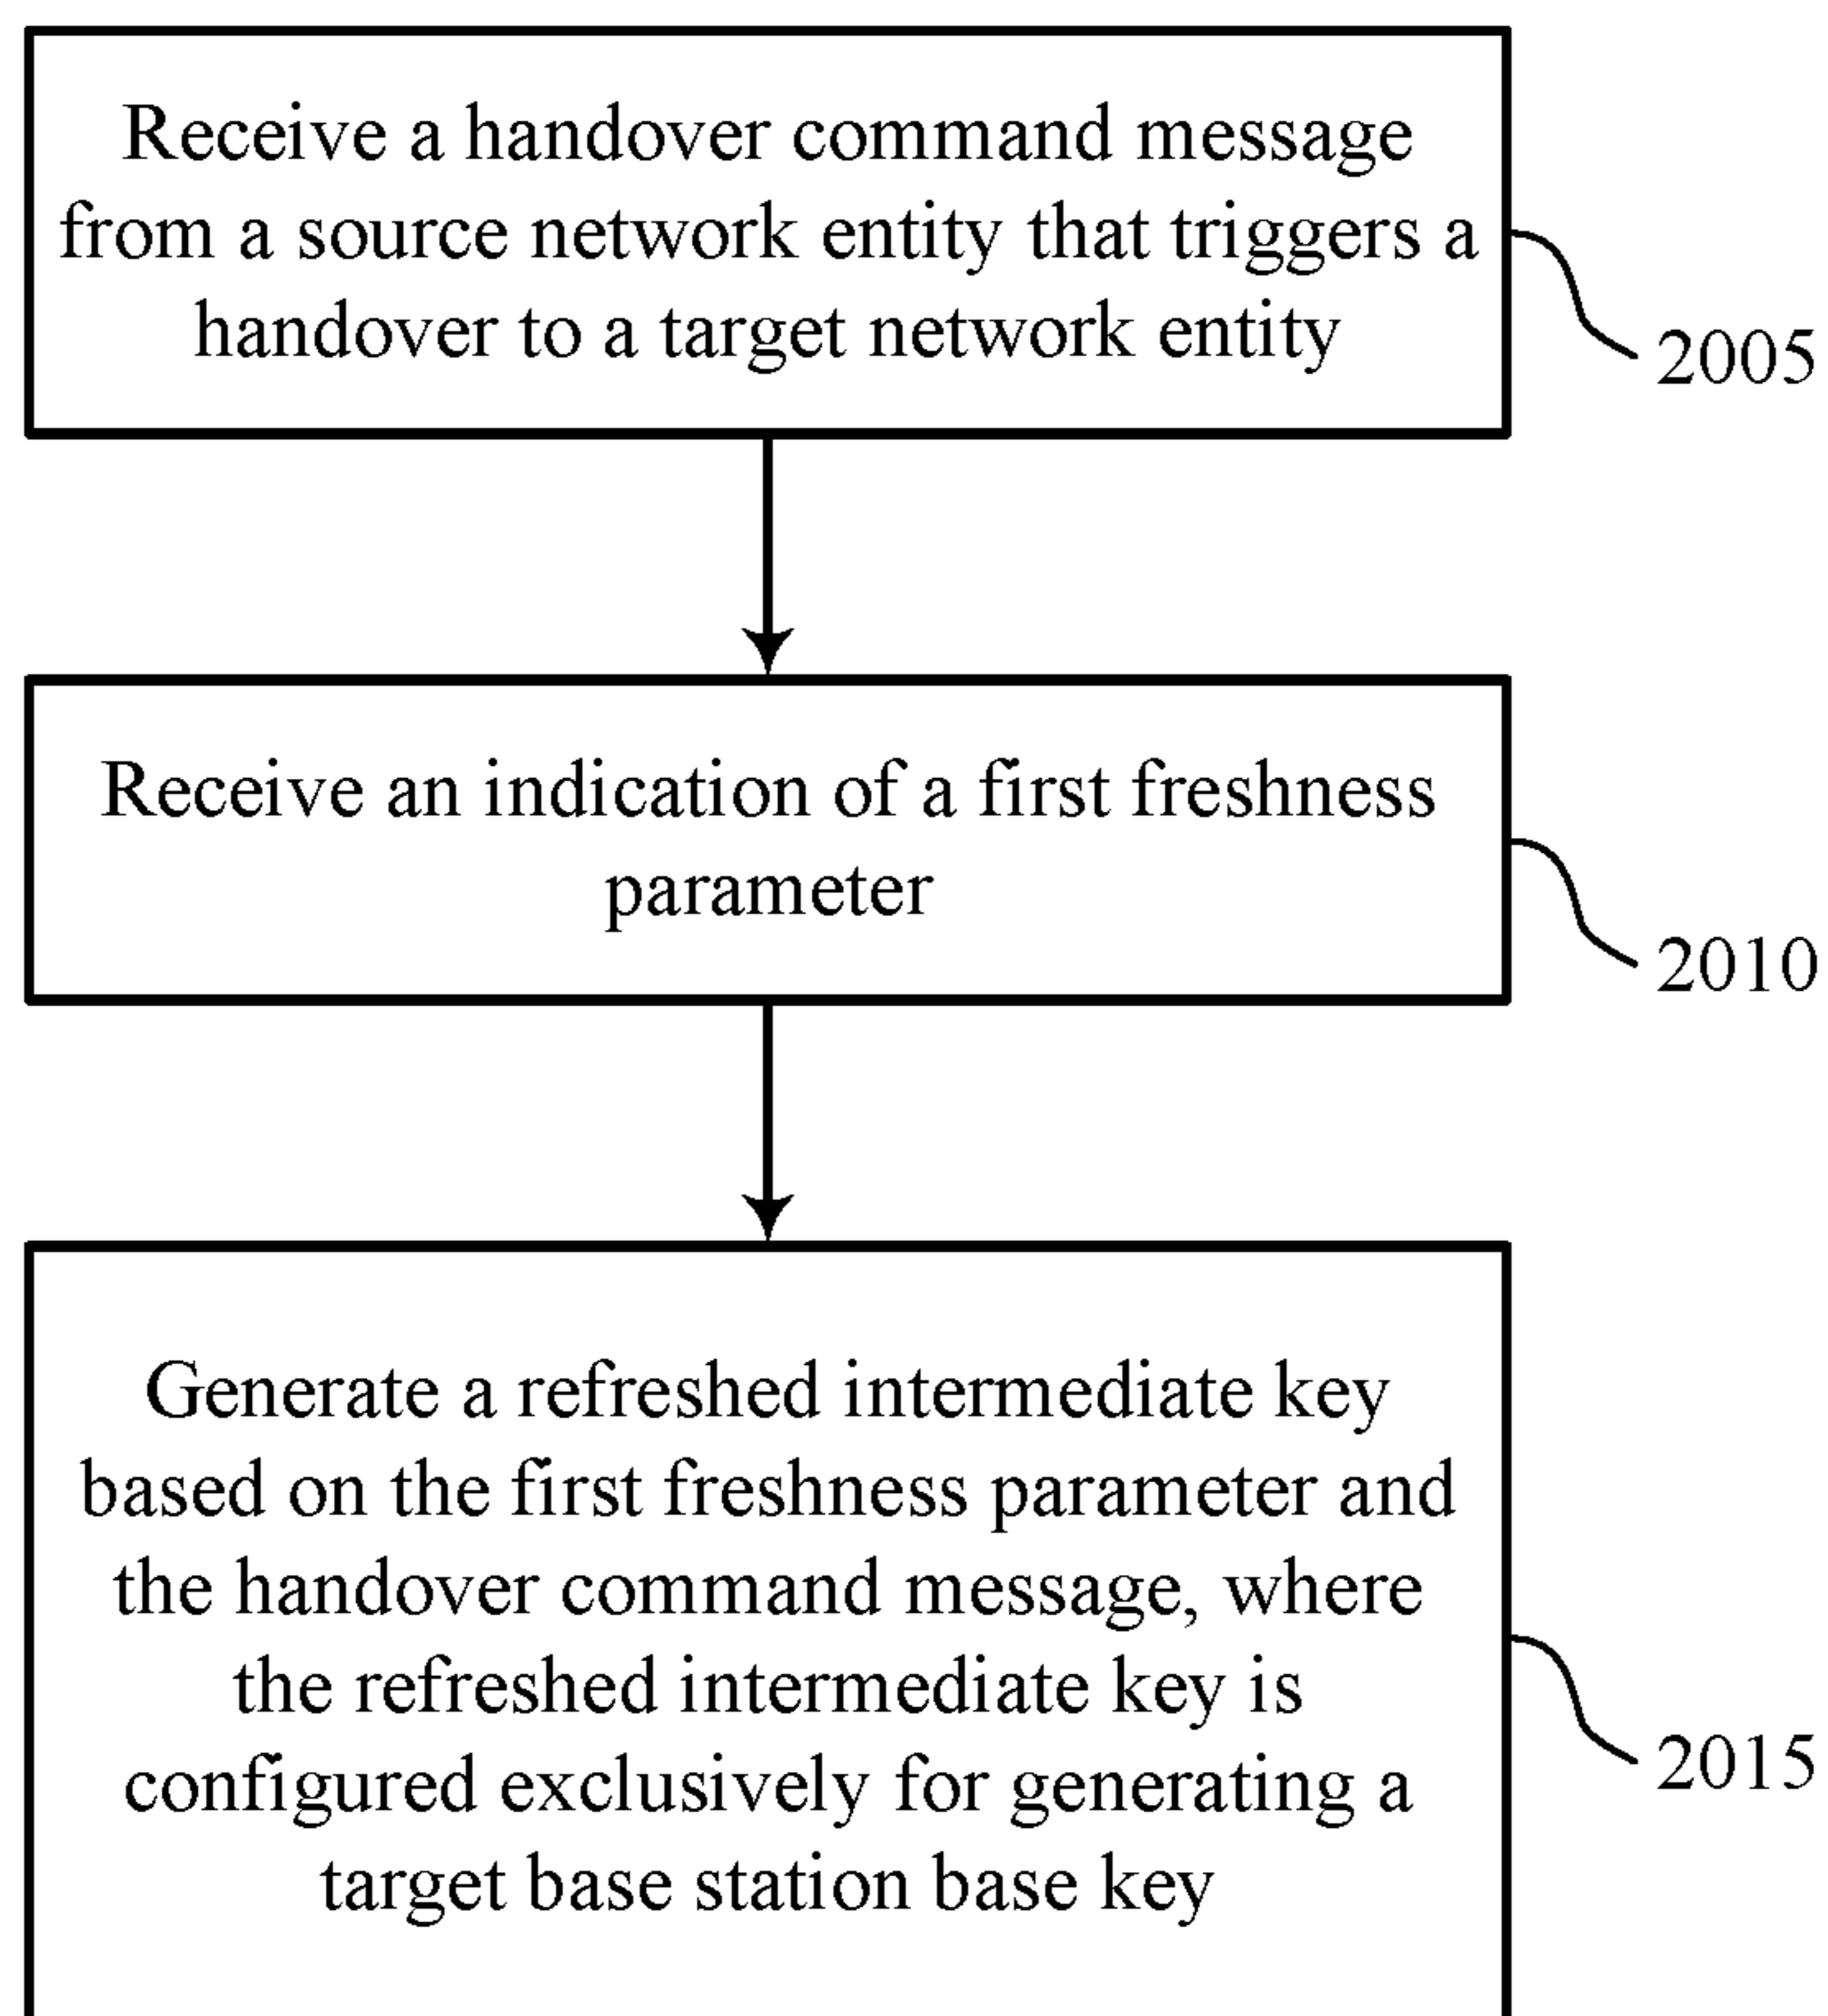 Receive a handover command message
from a source network entity that triggers a
handover to a target network entity
2005
Receive an indication of a first freshness
parameter
2010
Generate a refreshed intermediate key
based on the first freshness parameter and
the handover command message, where
the refreshed intermediate key is
configured exclusively for generating a
target base station base key
2015